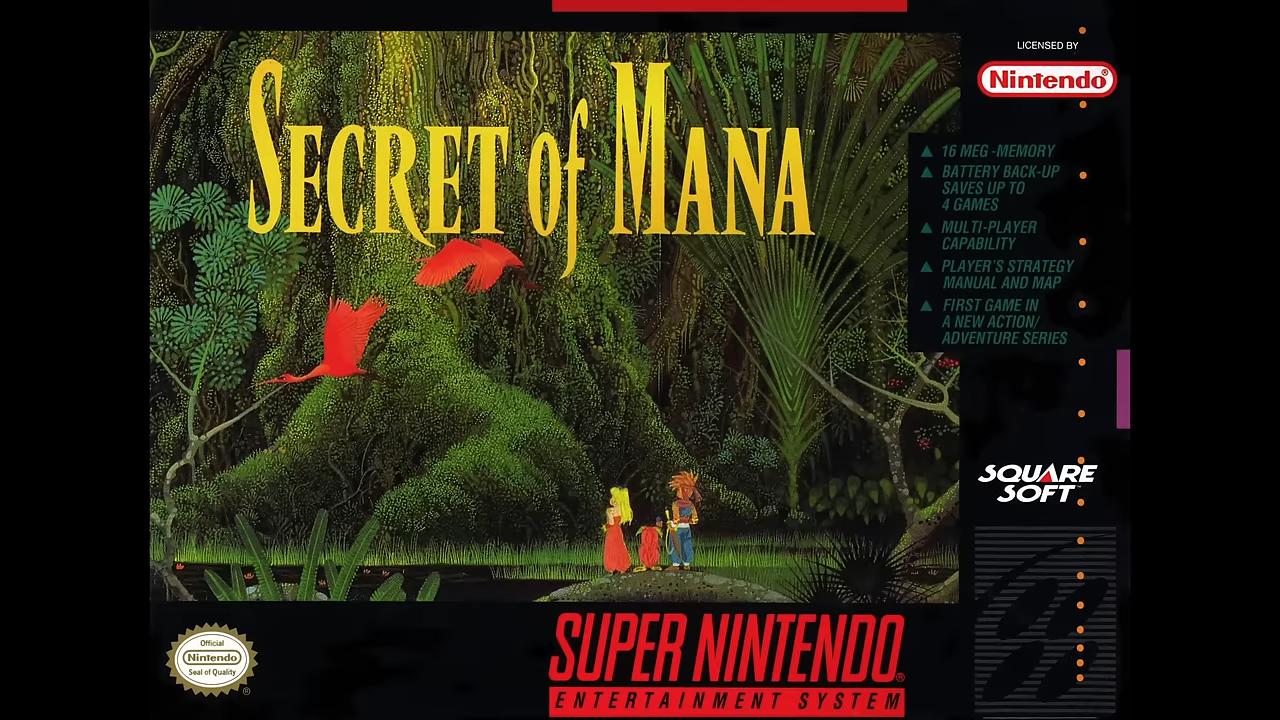 SECRET of MANA™
LICENSED BY
Nintendo®
▲ 16 MEG-MEMORY
▲ BATTERY BACK-UP
SAVES UP TO
4 GAMES
▲ MULTI-PLAYER
CAPABILITY
▲ PLAYER'S STRATEGY
MANUAL AND MAP
▲ FIRST GAME IN
A NEW ACTION/
ADVENTURE SERIES
SQUARE
SOFT™
Official
Nintendo
Seal of Quality
®
SUPER NINTENDO®
ENTERTAINMENT SYSTEM